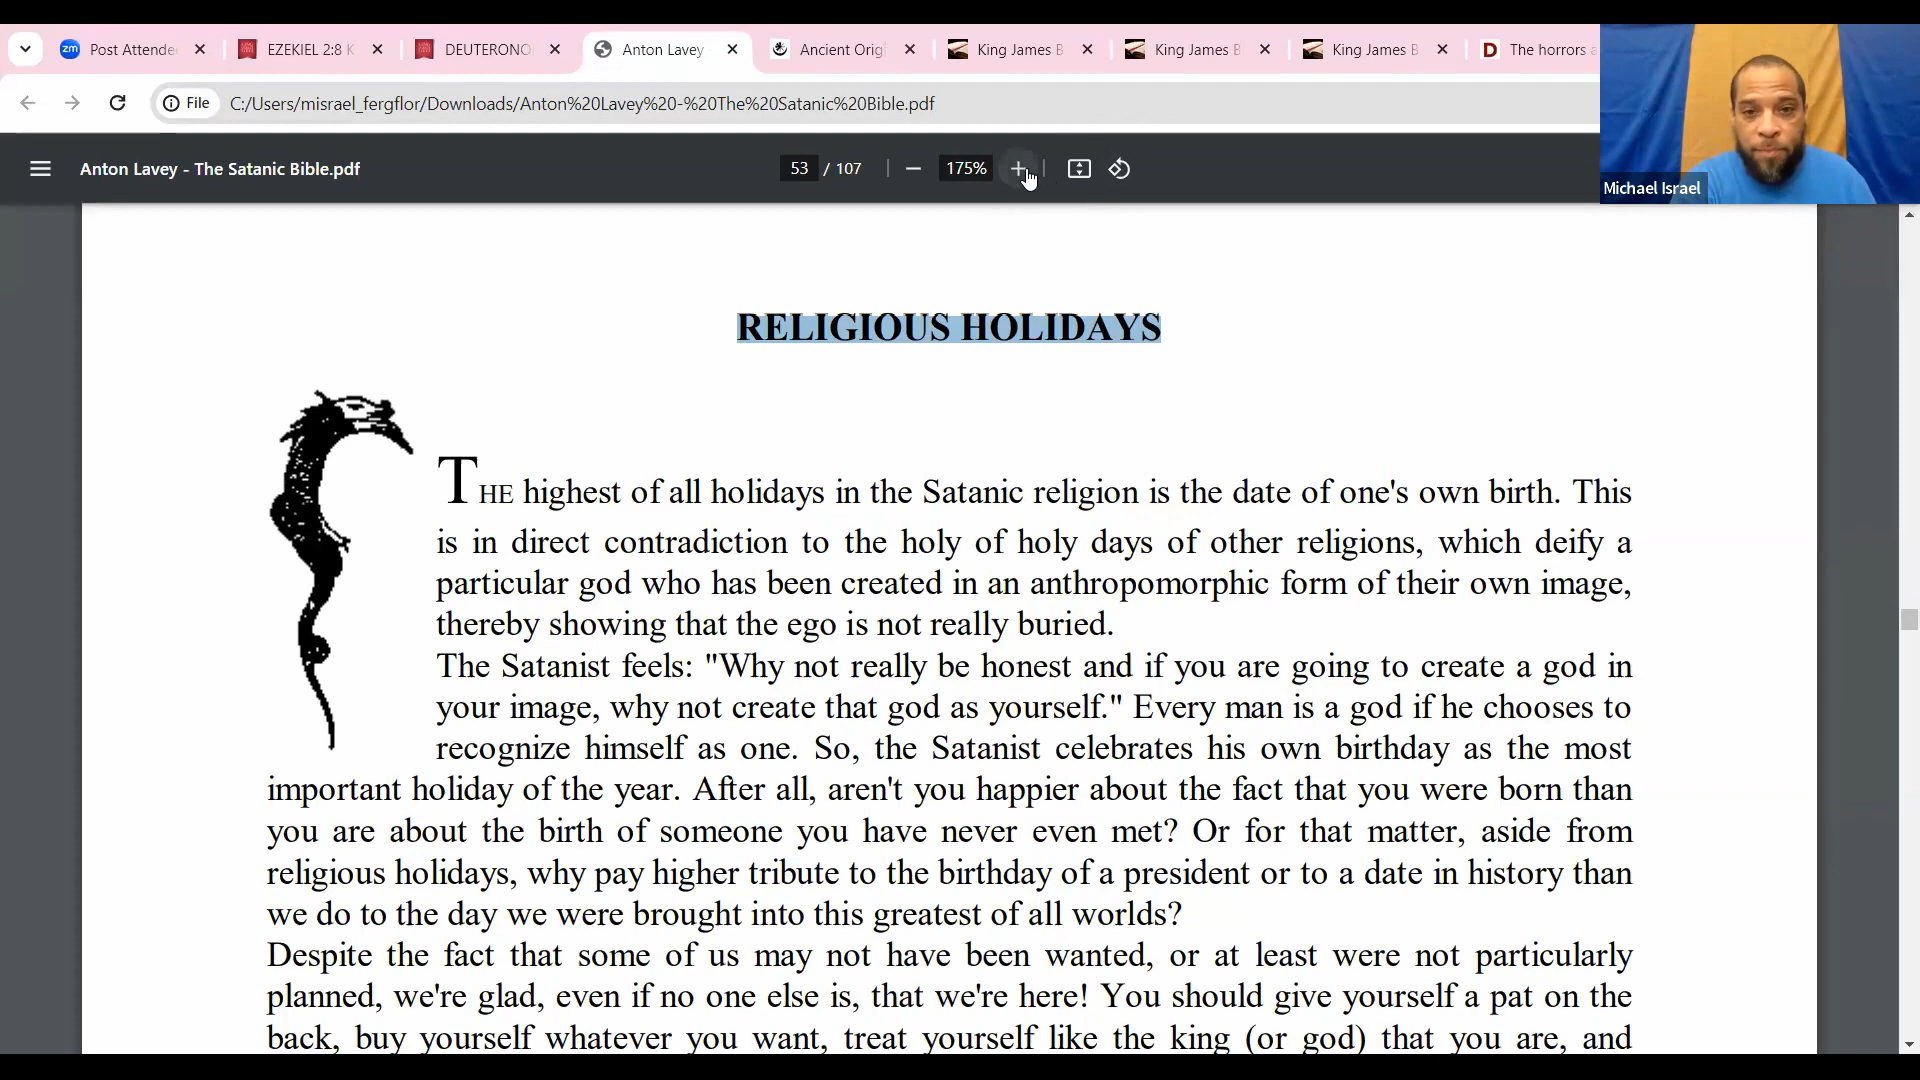 Post Attende
EZEKIEL 2:8 K
DEUTERONO
Anton Lavey
Ancient Orig
King James B
King James B
King James B
The horrors a
File
C:/Users/misrael_fergflor/Downloads/Anton%20Lavey%20-%20The%20Satanic%20Bible.pdf
Anton Lavey - The Satanic Bible.pdf
53 / 107
175%
Michael Israel
RELIGIOUS HOLIDAYS
THE highest of all holidays in the Satanic religion is the date of one's own birth. This
is in direct contradiction to the holy of holy days of other religions, which deify a
particular god who has been created in an anthropomorphic form of their own image,
thereby showing that the ego is not really buried.
The Satanist feels: "Why not really be honest and if you are going to create a god in
your image, why not create that god as yourself." Every man is a god if he chooses to
recognize himself as one. So, the Satanist celebrates his own birthday as the most
important holiday of the year. After all, aren't you happier about the fact that you were born than
you are about the birth of someone you have never even met? Or for that matter, aside from
religious holidays, why pay higher tribute to the birthday of a president or to a date in history than
we do to the day we were brought into this greatest of all worlds?
Despite the fact that some of us may not have been wanted, or at least were not particularly
planned, we're glad, even if no one else is, that we're here! You should give yourself a pat on the
back, buy yourself whatever you want, treat yourself like the king (or god) that you are, and